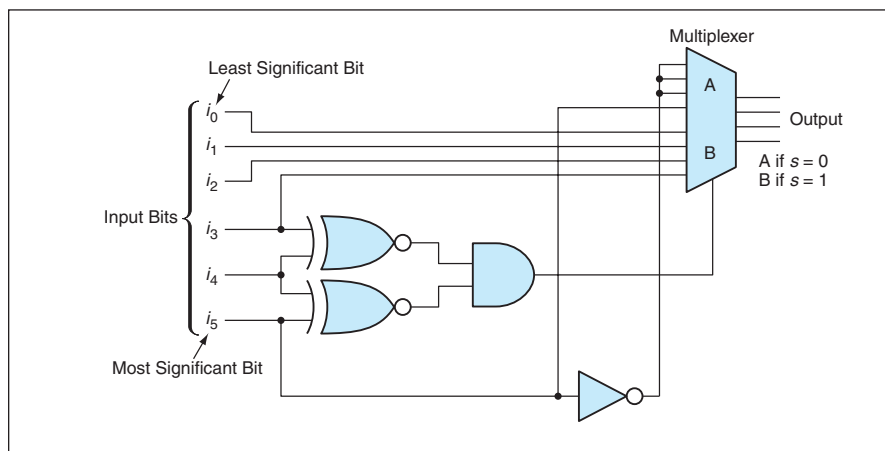 Multiplexer
Least Significant Bit
A
i0
Output
i1
B
A if s = 0
i2
B if s = 1
Input Bits
i3
i4
i5
Most Significant Bit